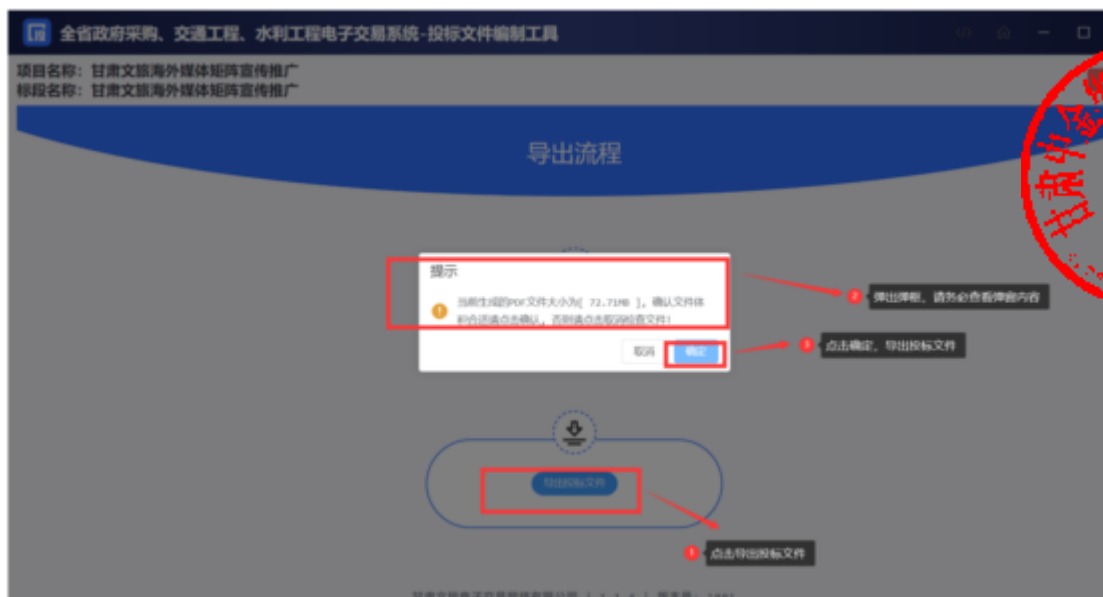 全省政府采购、交通工程、水利工程电子交易系统-投标文件编制工具
项目名称：甘肃文旅海外媒体矩阵宣传推广
标段名称：甘肃文旅海外媒体矩阵宣传推广
导出流程
提示
当前生成的PDF文件大小为[ 72.71MB ]，确认文件体
积合适请点击确认，否则请点击取消检查文件！
取消 确定
2 弹出弹框，请务必查看弹窗内容
3 点击确定，导出投标文件
导出投标文件
1 点击导出投标文件
甘肃中金